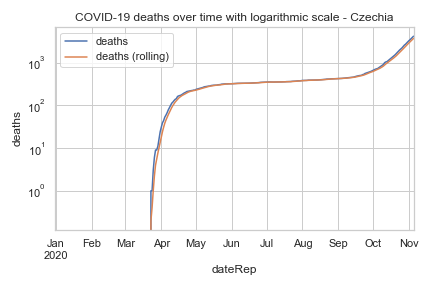 COVID-19 deaths over time with logarithmic scale - Czechia
deaths
deaths (rolling)
10³
10²
10¹
10⁰
deaths
Jan Feb Mar Apr May Jun Jul Aug Sep Oct Nov
2020
dateRep